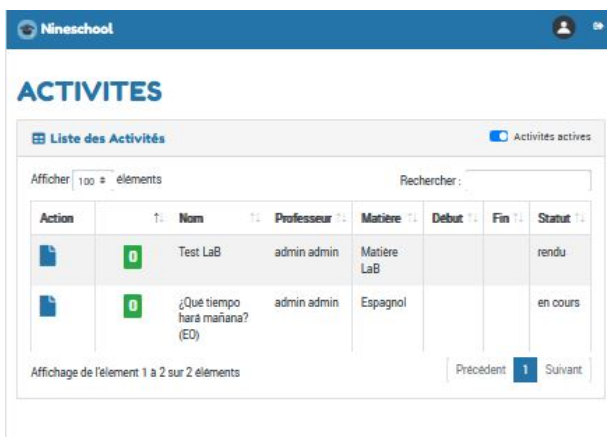 Nineschool
ACTIVITES
Liste des Activités
Activités actives
Afficher 100 éléments
Rechercher :
Action Nom Professeur Matière Début Fin Statut
0 Test LaB admin admin Matière rendu
LaB
0 ¿Qué tiempo admin admin Espagnol en cours
hará mañana?
(EO)
Affichage de l'élement 1 à 2 sur 2 éléments
Précédent 1 Suivant